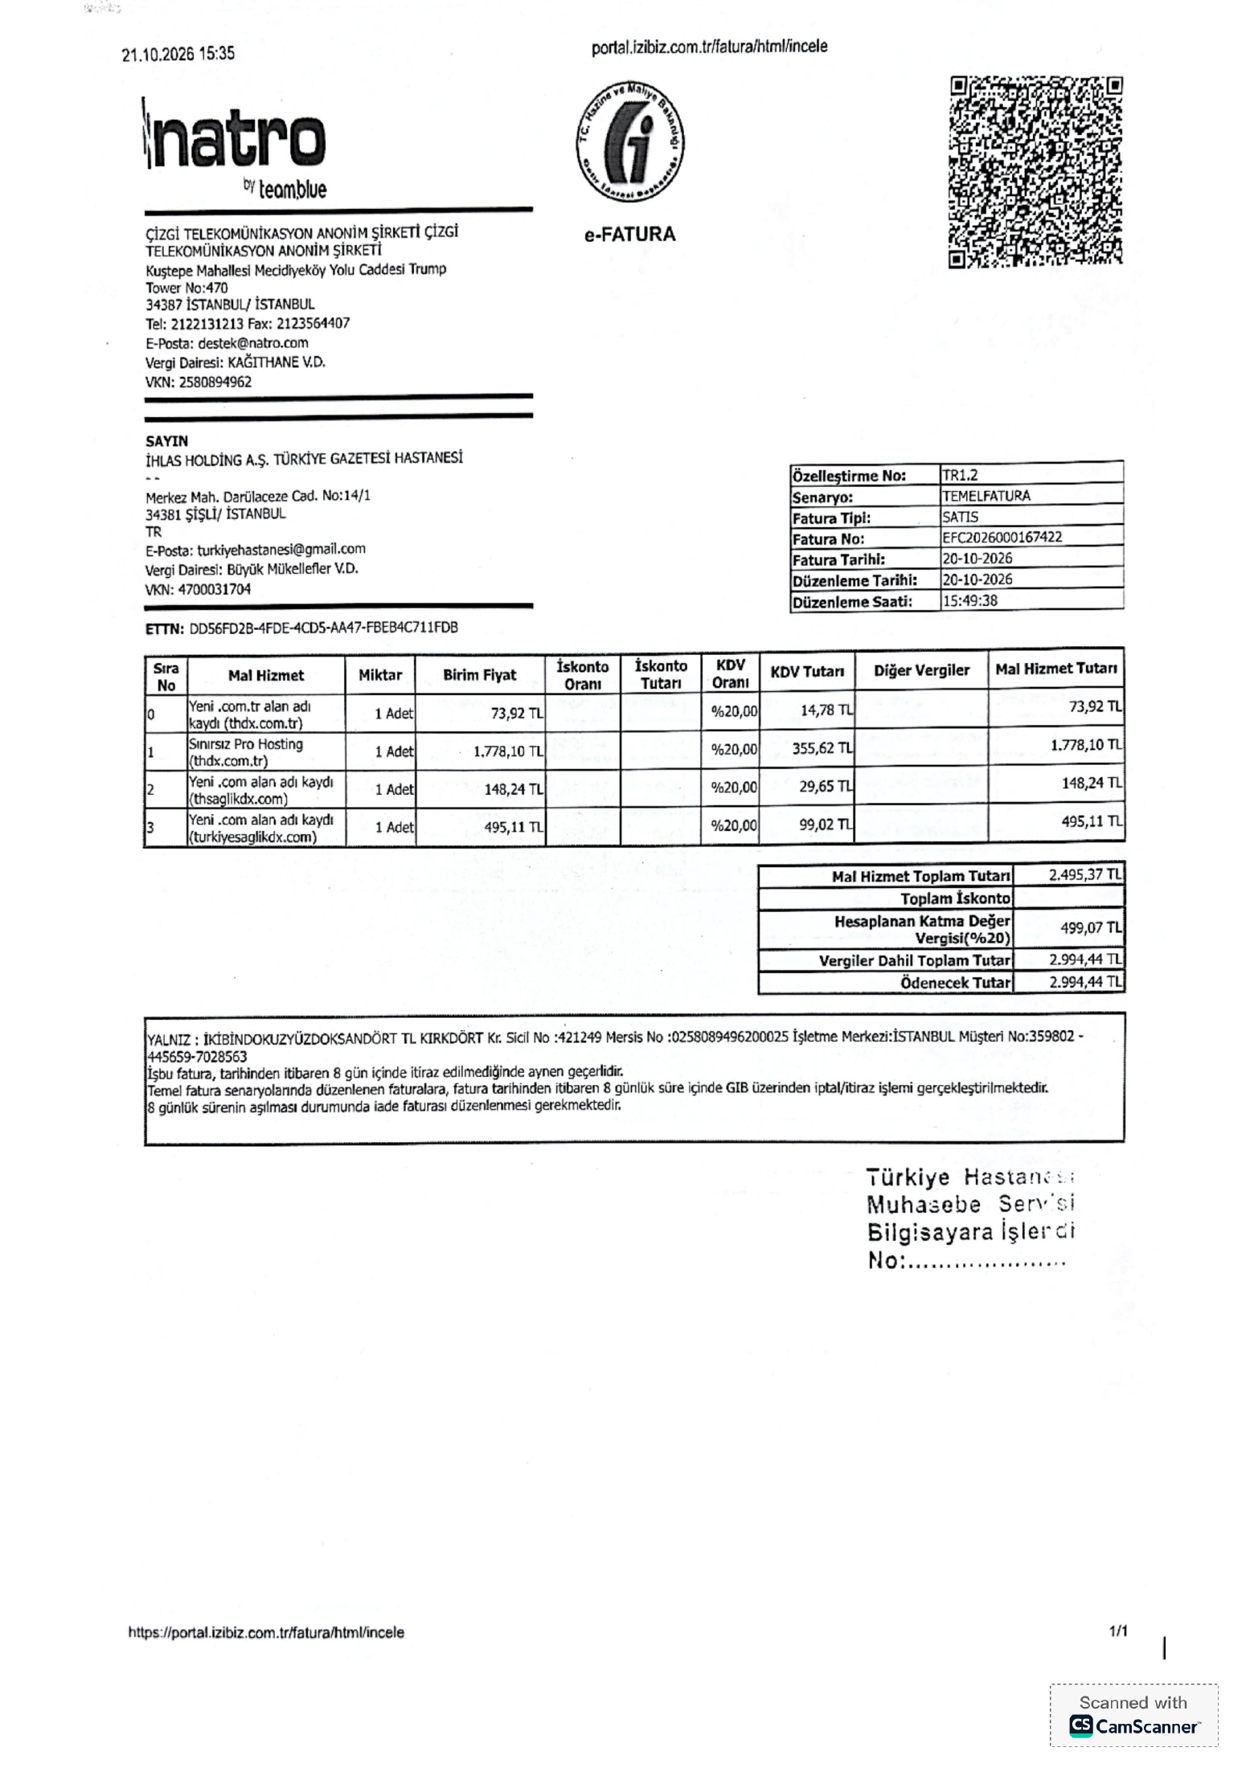 21.10.2026 15:35
portal.izibiz.com.tr/fatura/html/incele
natro
by team.blue
T.C. Hazine ve Maliye Bakanlığı
Gelir İdaresi Başkanlığı
e-FATURA
ÇİZGİ TELEKOMÜNİKASYON ANONİM ŞİRKETİ ÇİZGİ
TELEKOMÜNİKASYON ANONİM ŞİRKETİ
Kuştepe Mahallesi Mecidiyeköy Yolu Caddesi Trump
Tower No:470
34387 İSTANBUL/ İSTANBUL
Tel: 2122131213 Fax: 2123564407
E-Posta: destek@natro.com
Vergi Dairesi: KAĞITHANE V.D.
VKN: 2580894962
SAYIN
İHLAS HOLDİNG A.Ş. TÜRKİYE GAZETESİ HASTANESİ
- -
Merkez Mah. Darülaceze Cad. No:14/1
34381 ŞİŞLİ/ İSTANBUL
TR
E-Posta: turkiyehastanesi@gmail.com
Vergi Dairesi: Büyük Mükellefler V.D.
VKN: 4700031704
Özelleştirme No: TR1.2
Senaryo: TEMELFATURA
Fatura Tipi: SATIS
Fatura No: EFC2026000167422
Fatura Tarihi: 20-10-2026
Düzenleme Tarihi: 20-10-2026
Düzenleme Saati: 15:49:38
ETTN: DD56FD2B-4FDE-4CD5-AA47-FBEB4C711FDB
Sıra No Mal Hizmet Miktar Birim Fiyat İskonto Oranı İskonto Tutarı KDV Oranı KDV Tutarı Diğer Vergiler Mal Hizmet Tutarı
0 Yeni .com.tr alan adı kaydı (thdx.com.tr) 1 Adet 73,92 TL %20,00 14,78 TL 73,92 TL
1 Sınırsız Pro Hosting (thdx.com.tr) 1 Adet 1.778,10 TL %20,00 355,62 TL 1.778,10 TL
2 Yeni .com alan adı kaydı (thsaglikdx.com) 1 Adet 148,24 TL %20,00 29,65 TL 148,24 TL
3 Yeni .com alan adı kaydı (turkiyesaglikdx.com) 1 Adet 495,11 TL %20,00 99,02 TL 495,11 TL
Mal Hizmet Toplam Tutarı 2.495,37 TL
Toplam İskonto
Hesaplanan Katma Değer Vergisi(%20) 499,07 TL
Vergiler Dahil Toplam Tutar 2.994,44 TL
Ödenecek Tutar 2.994,44 TL
YALNIZ : İKİBİNDOKUZYÜZDOKSANDÖRT TL KIRKDÖRT Kr. Sicil No :421249 Mersis No :0258089496200025 İşletme Merkezi:İSTANBUL Müşteri No:359802 -
445659-7028563
İşbu fatura, tarihinden itibaren 8 gün içinde itiraz edilmediğinde aynen geçerlidir.
Temel fatura senaryolarında düzenlenen faturalara, fatura tarihinden itibaren 8 günlük süre içinde GIB üzerinden iptal/itiraz işlemi gerçekleştirilmektedir.
8 günlük sürenin aşılması durumunda iade faturası düzenlenmesi gerekmektedir.
Türkiye Hastanesi
Muhasebe Servisi
Bilgisayara İşlendi
No:.....................
https://portal.izibiz.com.tr/fatura/html/incele
1/1
Scanned with
CS CamScanner